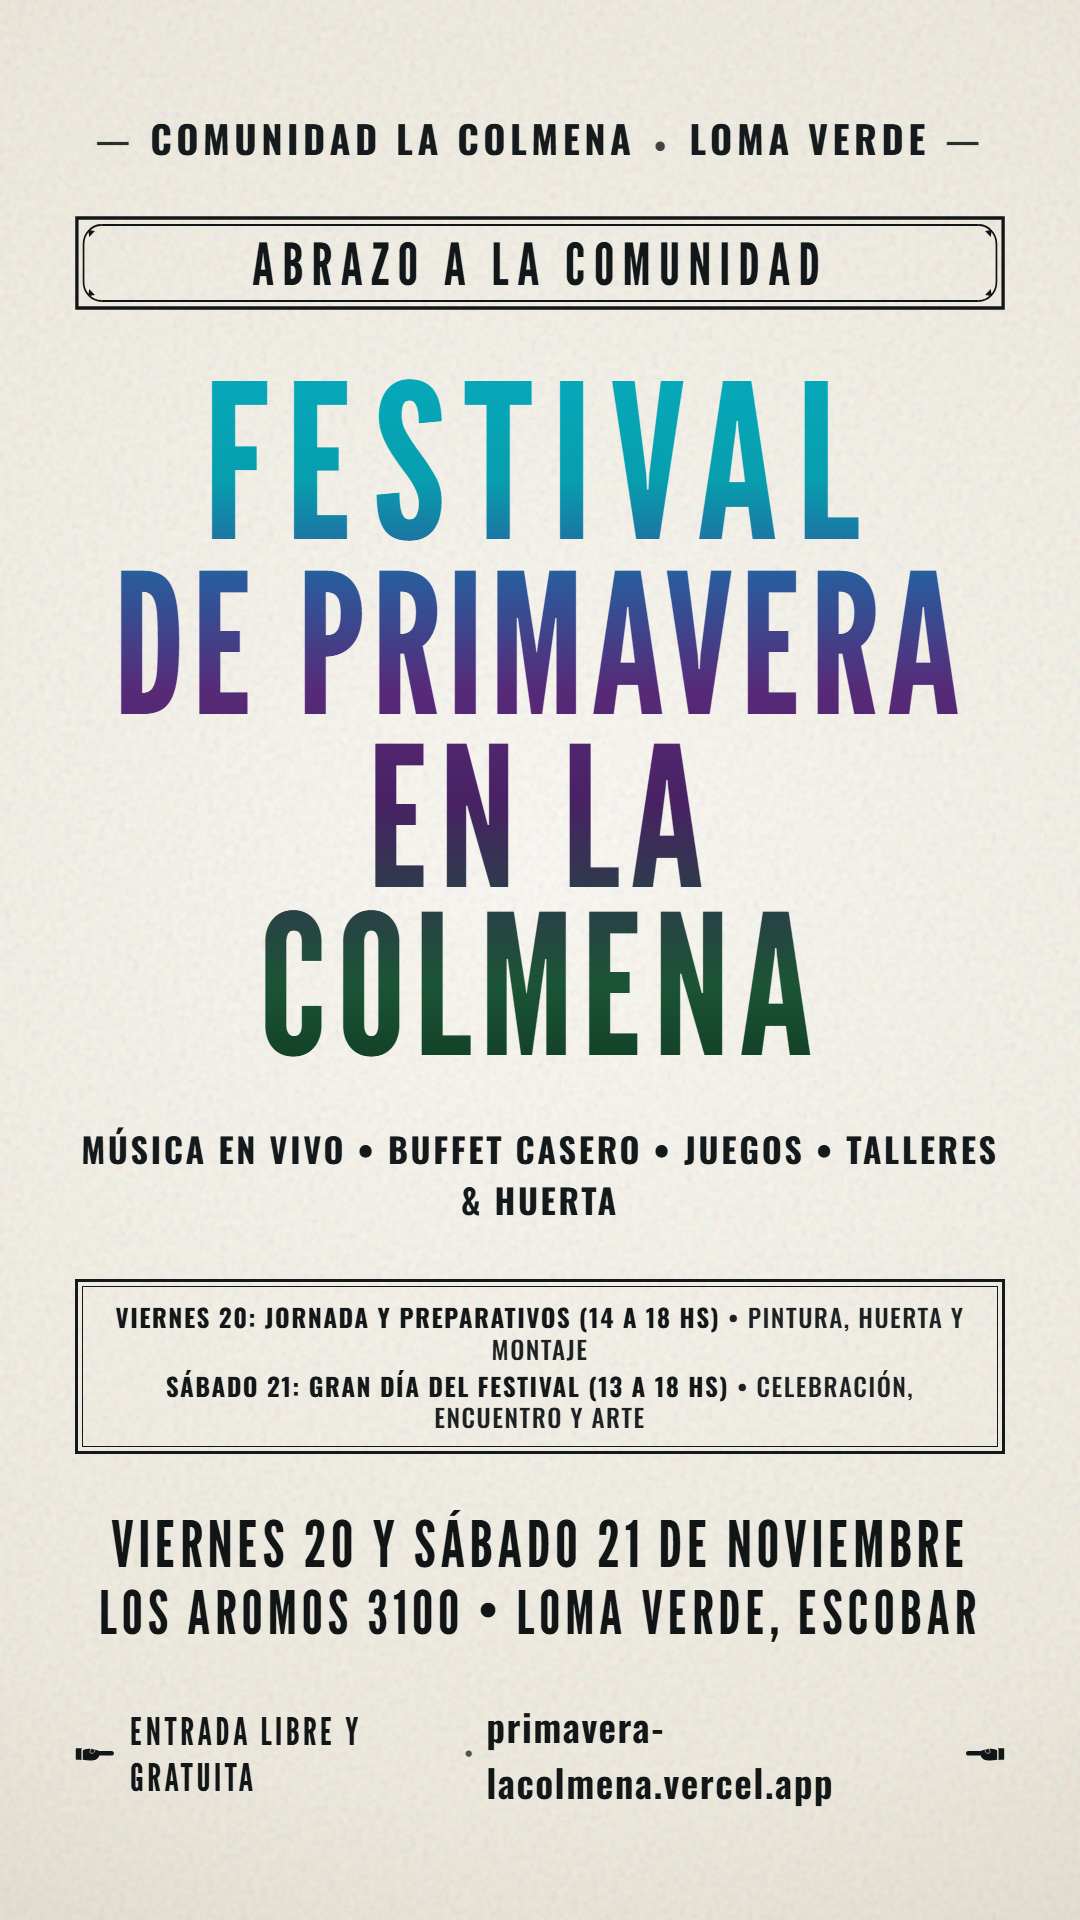 — COMUNIDAD LA COLMENA • LOMA VERDE —
ABRAZO A LA COMUNIDAD
FESTIVAL
DE PRIMAVERA
EN LA
COLMENA
MÚSICA EN VIVO • BUFFET CASERO • JUEGOS • TALLERES
& HUERTA
VIERNES 20: JORNADA Y PREPARATIVOS (14 A 18 HS) • PINTURA, HUERTA Y
MONTAJE
SÁBADO 21: GRAN DÍA DEL FESTIVAL (13 A 18 HS) • CELEBRACIÓN,
ENCUENTRO Y ARTE
VIERNES 20 Y SÁBADO 21 DE NOVIEMBRE
LOS AROMOS 3100 • LOMA VERDE, ESCOBAR
ENTRADA LIBRE Y
GRATUITA
•
primavera-
lacolmena.vercel.app